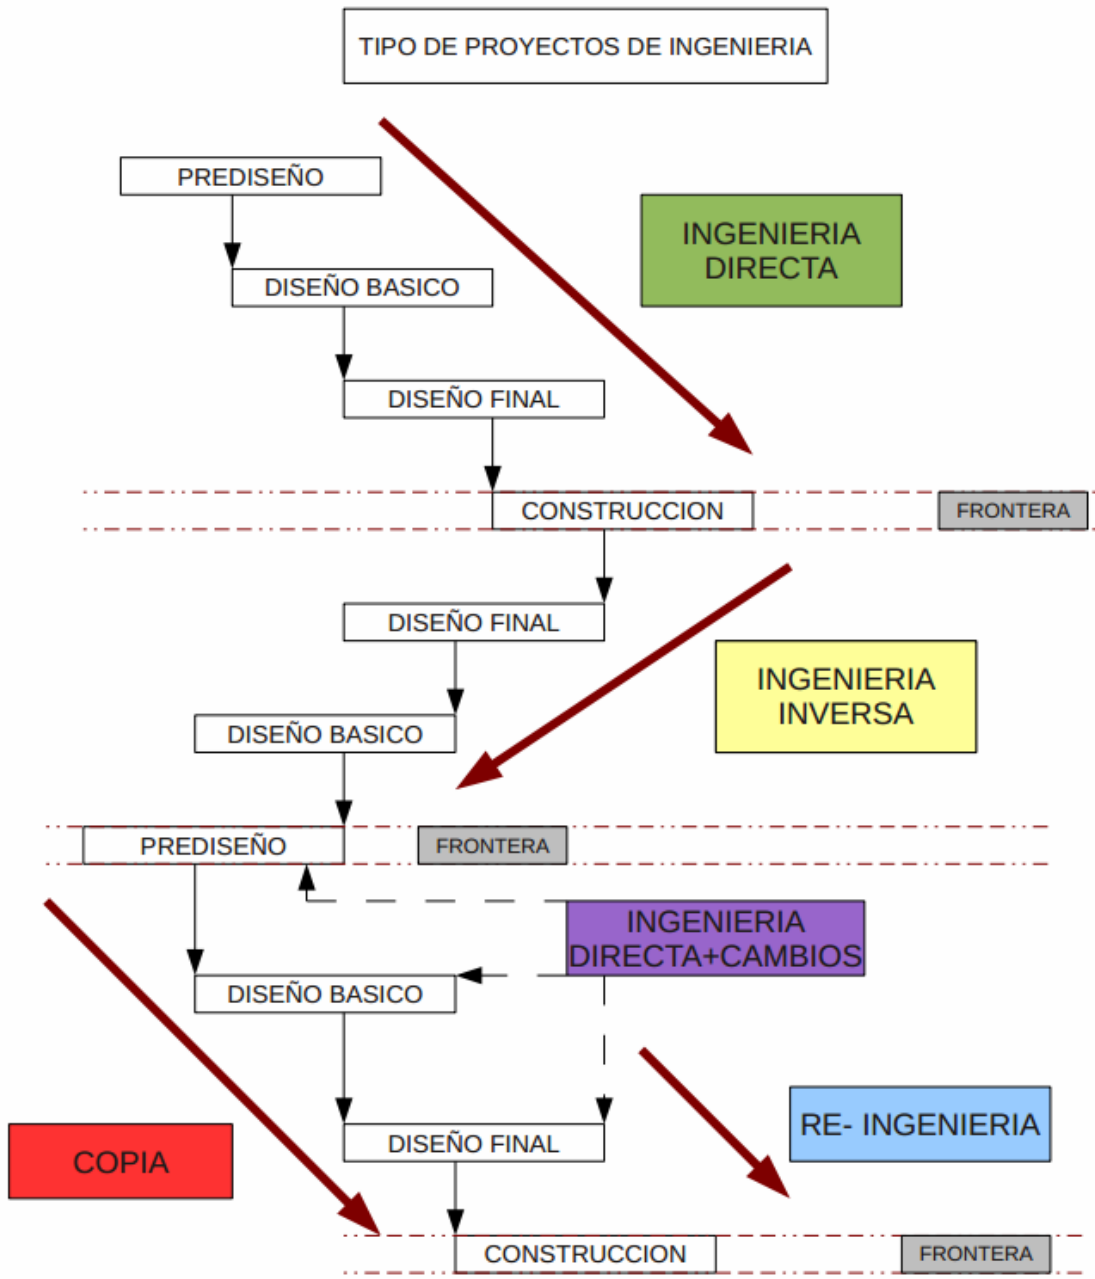 TIPO DE PROYECTOS DE INGENIERIA
PREDISEÑO
INGENIERIA
DIRECTA
DISEÑO BASICO
DISEÑO FINAL
CONSTRUCCION
FRONTERA
DISEÑO FINAL
INGENIERIA
INVERSA
DISEÑO BASICO
PREDISEÑO
FRONTERA
INGENIERIA
DIRECTA+CAMBIOS
DISEÑO BASICO
RE- INGENIERIA
DISEÑO FINAL
COPIA
CONSTRUCCION
FRONTERA